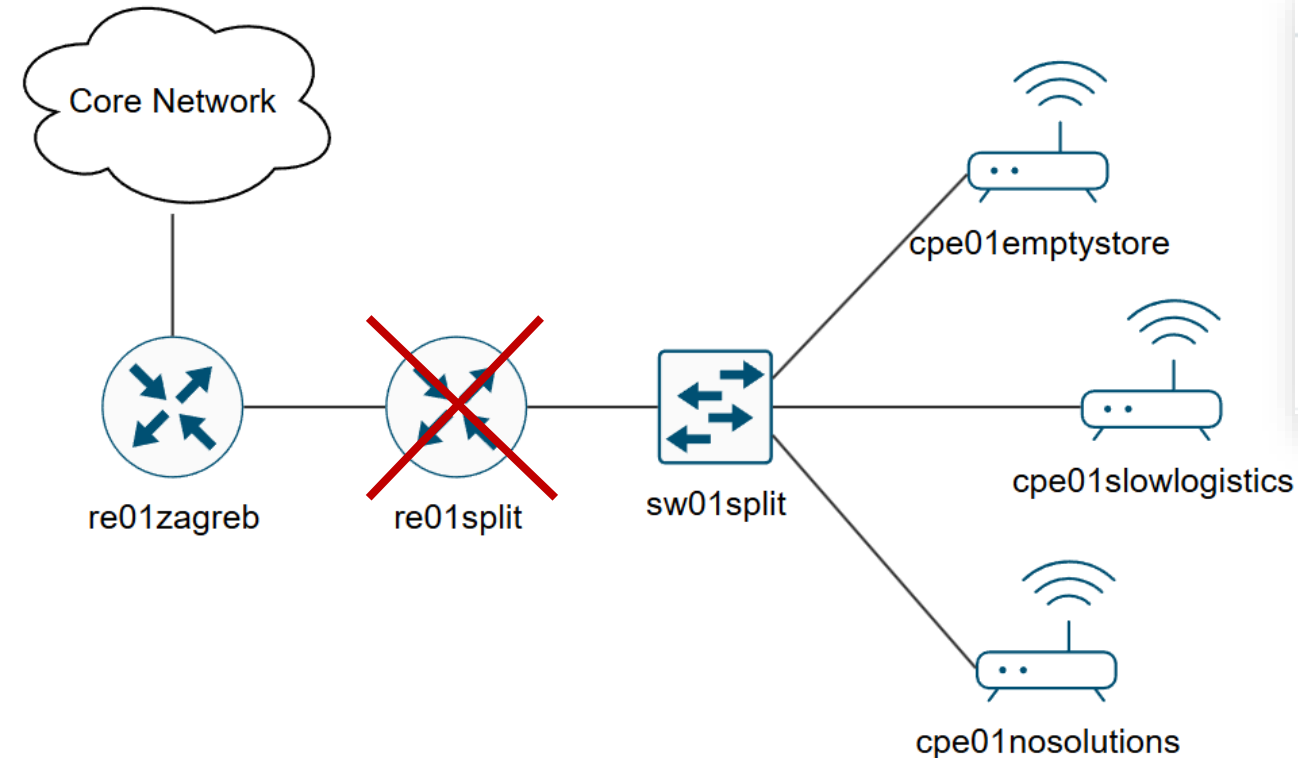 Core Network
cpe01emptystore
cpe01slowlogistics
re01zagreb
re01split
sw01split
cpe01nosolutions